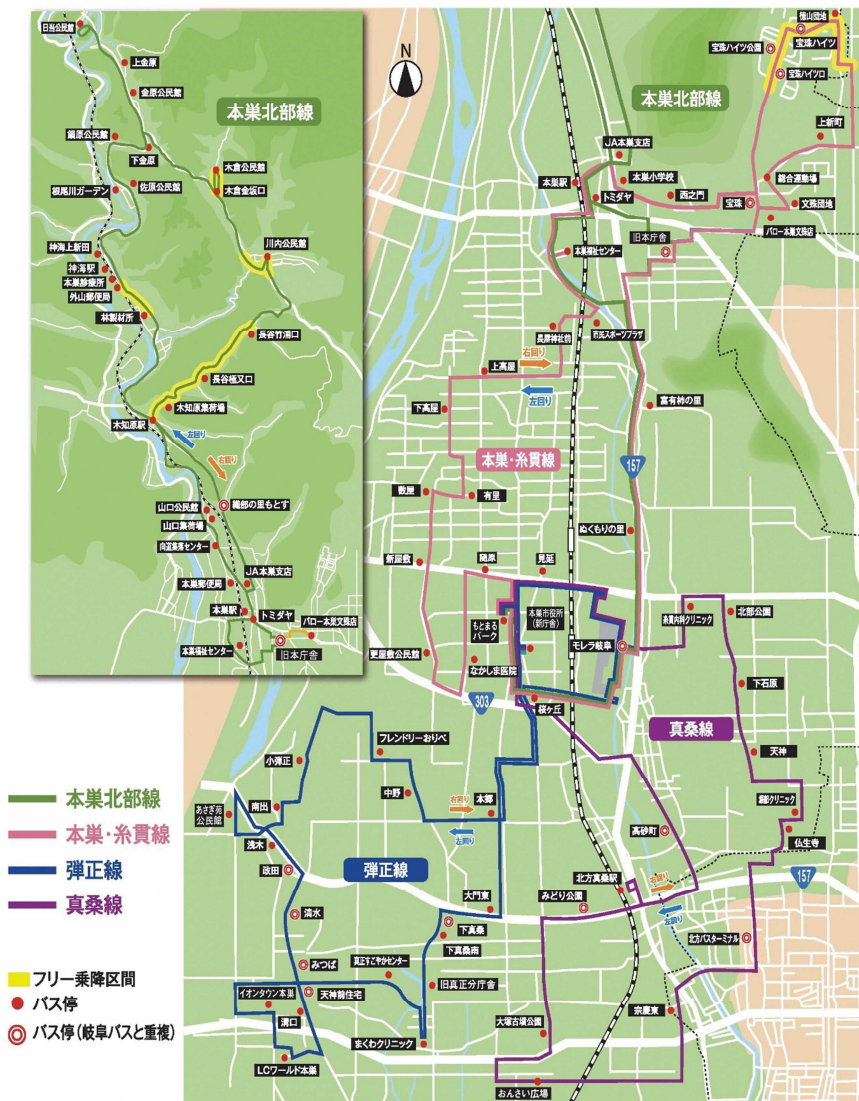 日当公民館
上金原
金原公民館
本巣北部線
鍋原公民館
下金原
木倉公民館
佐原公民館
木倉金坂口
根尾川ガーデン
川内公民館
神海上新田
神海駅
本巣診療所
外山郵便局
林製材所
長谷竹浦口
長谷極又口
木知原集荷場
木知原駅
左回り
右回り
織部の里もとす
山口公民館
山口集荷場
向道集落センター
JA本巣支店
本巣郵便局
本巣駅
トミダヤ
バロー本巣文殊店
本巣福祉センター
旧本庁舎
N
桧山団地
宝珠ハイツ公園
宝珠ハイツ
宝珠ハイツ口
本巣北部線
上新町
JA本巣支店
本巣駅
本巣小学校
総合運動場
トミダヤ
西之門
宝珠
文殊団地
バロー本巣文殊店
旧本庁舎
本巣福祉センター
長屋神社前
市民スポーツプラザ
右回り
上高屋
左回り
下高屋
富有柿の里
本巣・糸貫線
157
数屋
有里
ぬくもりの里
新屋敷
随原
見延
糸貫内科クリニック
北部公園
もとまるパーク
本巣市役所
(新庁舎)
モレラ岐阜
更屋敷公民館
なかしま医院
下石原
303
桜ケ丘
真桑線
天神
フレンドリーおりべ
小弾正
中野
右回り
本郷
左回り
南出
あさぎ苑
公民館
浅木
政田
弾正線
高砂町
渡部クリニック
仏生寺
北方真桑駅
右回り
左回り
157
大門東
みどり公園
清水
下真桑
下真桑南
北方バスターミナル
みつば
真正すこやかセンター
イオンタウン本巣
天神前住宅
旧真正分庁舎
溝口
宗慶東
大塚古墳公園
まくわクリニック
LCワールド本巣
おんさい広場
本巣北部線
本巣・糸貫線
弾正線
真桑線
フリー乗降区間
バス停
バス停(岐阜バスと重複)